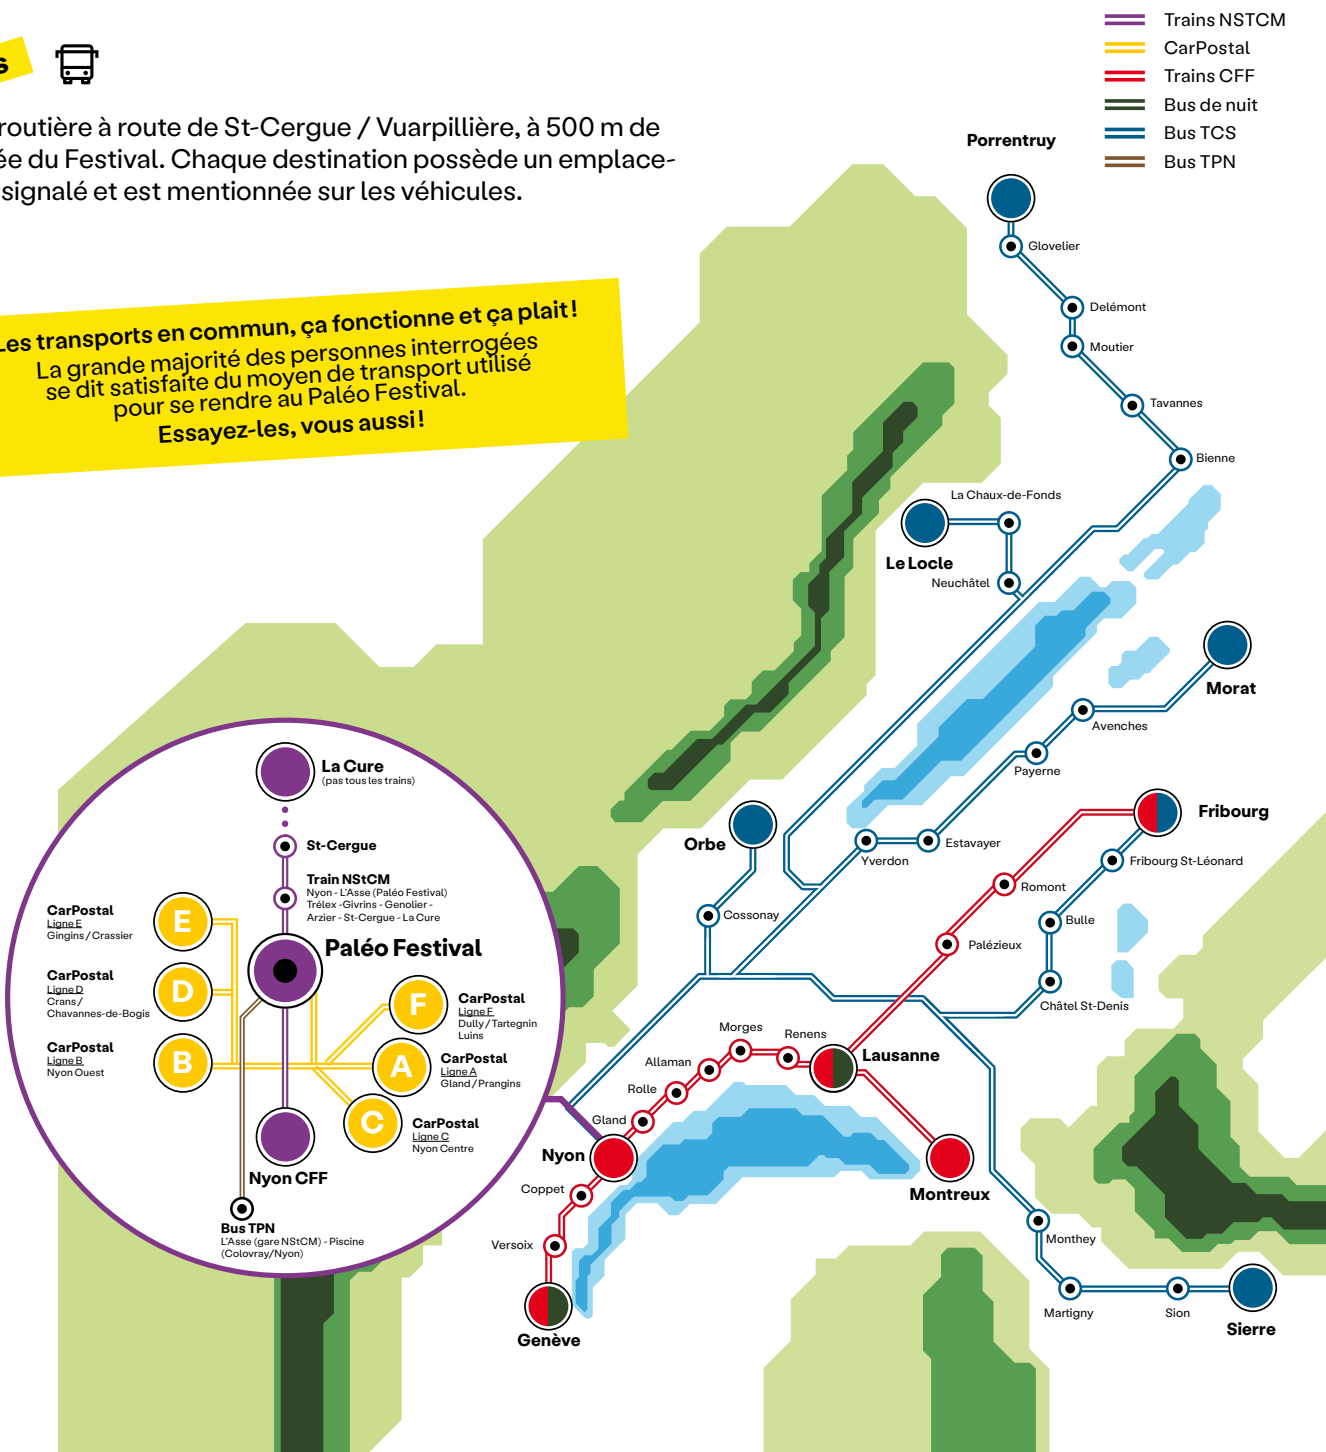 Trains NSTCM
CarPostal
Trains CFF
Bus de nuit
Bus TCS
Bus TPN
s
routière à route de St-Cergue / Vuarpillière, à 500 m de
ée du Festival. Chaque destination possède un emplace-
signalé et est mentionnée sur les véhicules.
Les transports en commun, ça fonctionne et ça plait !
La grande majorité des personnes interrogées
se dit satisfaite du moyen de transport utilisé
pour se rendre au Paléo Festival.
Essayez-les, vous aussi !
Porrentruy
Glovelier
Delémont
Moutier
Tavannes
Bienne
La Chaux-de-Fonds
Le Locle
Neuchâtel
Morat
Avenches
Payerne
Estavayer
Yverdon
Orbe
Cossonay
Fribourg
Fribourg St-Léonard
Romont
Bulle
Palézieux
Châtel St-Denis
Lausanne
Renens
Morges
Allaman
Rolle
Gland
Nyon
Coppet
Versoix
Genève
Montreux
Monthey
Martigny
Sion
Sierre
La Cure
(pas tous les trains)
St-Cergue
Train NStCM
Nyon - L'Asse (Paléo Festival)
Trélex -Givrins - Genolier -
Arzier - St-Cergue - La Cure
Paléo Festival
CarPostal
Ligne E
Gingins / Crassier
E
CarPostal
Ligne D
Crans /
Chavannes-de-Bogis
D
CarPostal
Ligne B
Nyon Ouest
B
F
CarPostal
Ligne F
Dully / Tartegnin
Luins
A
CarPostal
Ligne A
Gland / Prangins
C
CarPostal
Ligne C
Nyon Centre
Nyon CFF
Bus TPN
L'Asse (gare NStCM) - Piscine
(Colovray/Nyon)